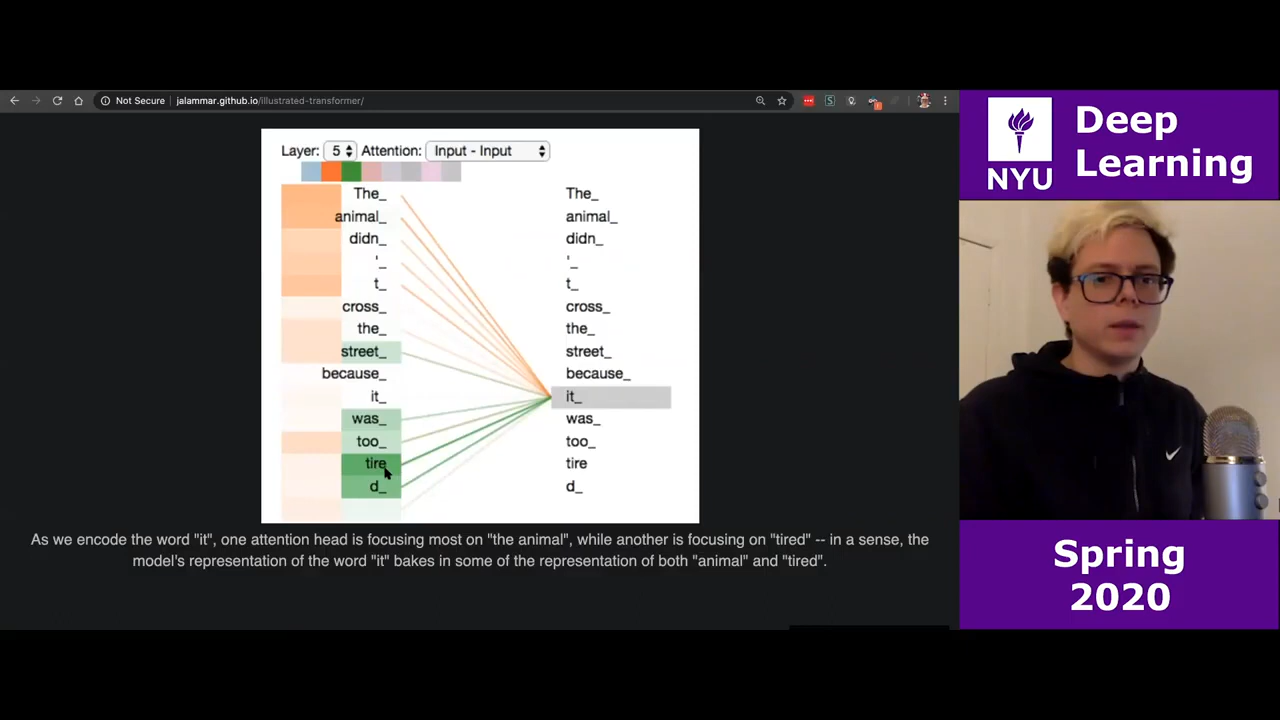 Not Secure | jalammar.github.io/illustrated-transformer/
Layer: 5 Attention: Input - Input
The_ The_
animal_ animal_
didn_ didn_
'_ '_
t_ t_
cross_ cross_
the_ the_
street_ street_
because_ because_
it_ it_
was_ was_
too_ too_
tire tire
d_ d_
As we encode the word "it", one attention head is focusing most on "the animal", while another is focusing on "tired" -- in a sense, the
model's representation of the word "it" bakes in some of the representation of both "animal" and "tired".
NYU
Deep
Learning
Spring
2020